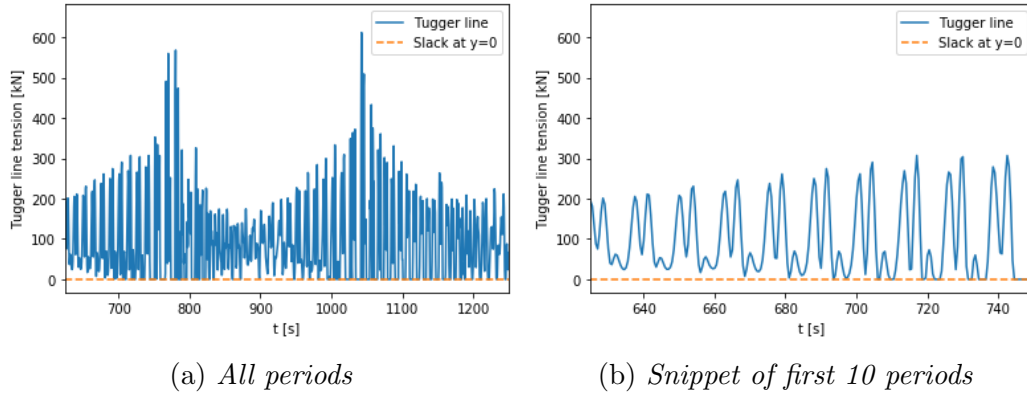 Tugger line
Slack at y=0
Tugger line tension [kN]
600
500
400
300
200
100
0
700
800
900
1000
1100
1200
t [s]
(a) All periods
Tugger line
Slack at y=0
Tugger line tension [kN]
600
500
400
300
200
100
0
640
660
680
700
720
740
t [s]
(b) Snippet of first 10 periods